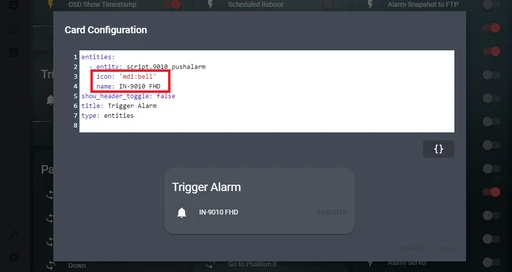 OSD Show Timestamp
Scheduled Reboot
Alarm Snapshot to FTP
Card Configuration
1 entities:
2 - entity: script.9010_pushalarm
3 icon: 'mdi:bell'
4 name: IN-9010 FHD
5 show_header_toggle: false
6 title: Trigger Alarm
7 type: entities
8
{}
Trigger Alarm
IN-9010 FHD
EXECUTE
CANCEL
SAVE
Down
Go to Position 8
Alarm Server